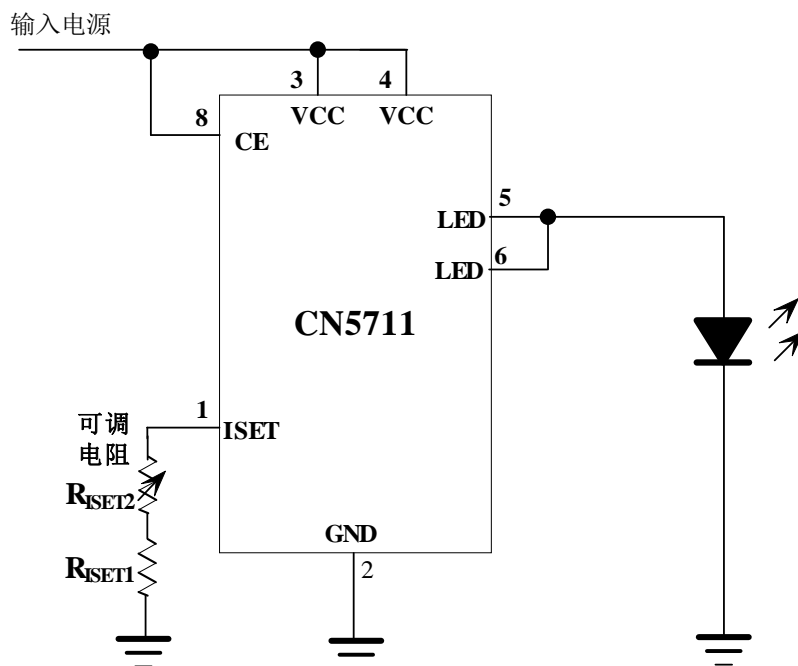 输入电源
3
4
8
VCC
VCC
CE
5
LED
6
LED
CN5711
1
可调
电阻
ISET
RISET2
GND
RISET1
2